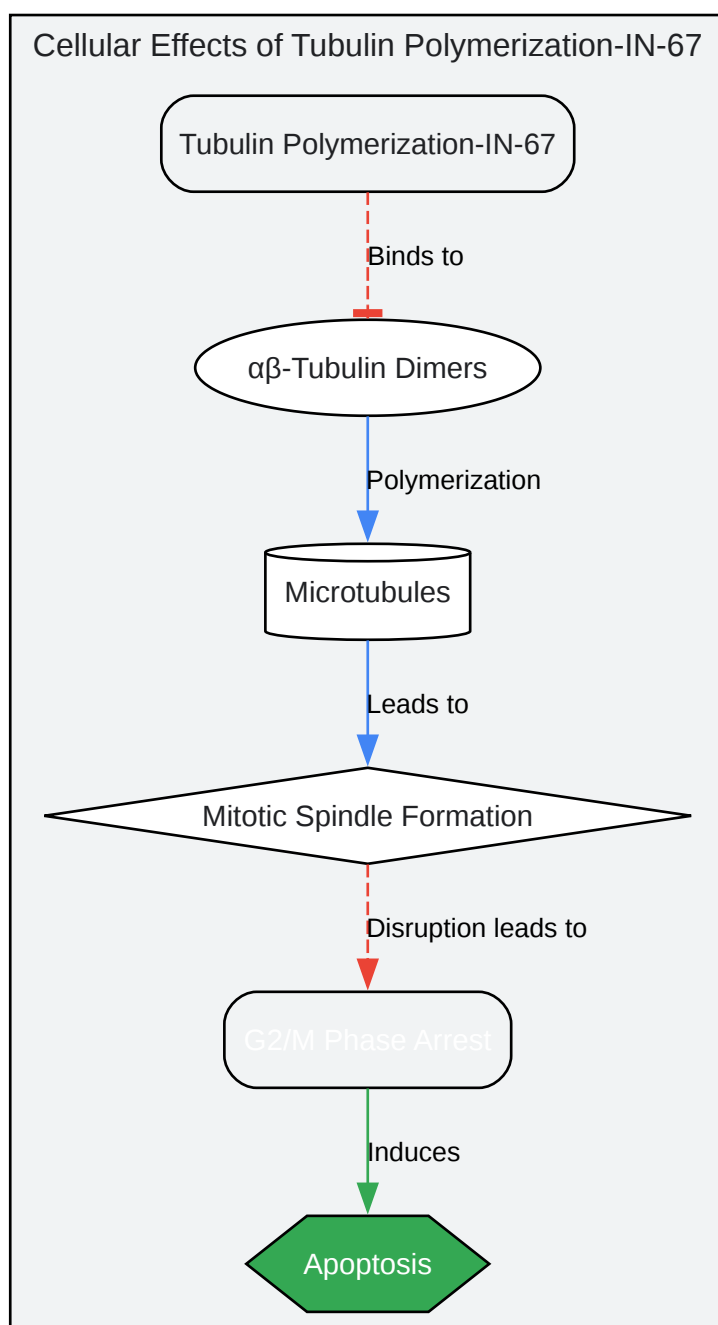 Cellular Effects of Tubulin Polymerization-IN-67
Tubulin Polymerization-IN-67
Binds to
αβ-Tubulin Dimers
Polymerization
Microtubules
Leads to
Mitotic Spindle Formation
Disruption leads to
G2/M Phase Arrest
Induces
Apoptosis